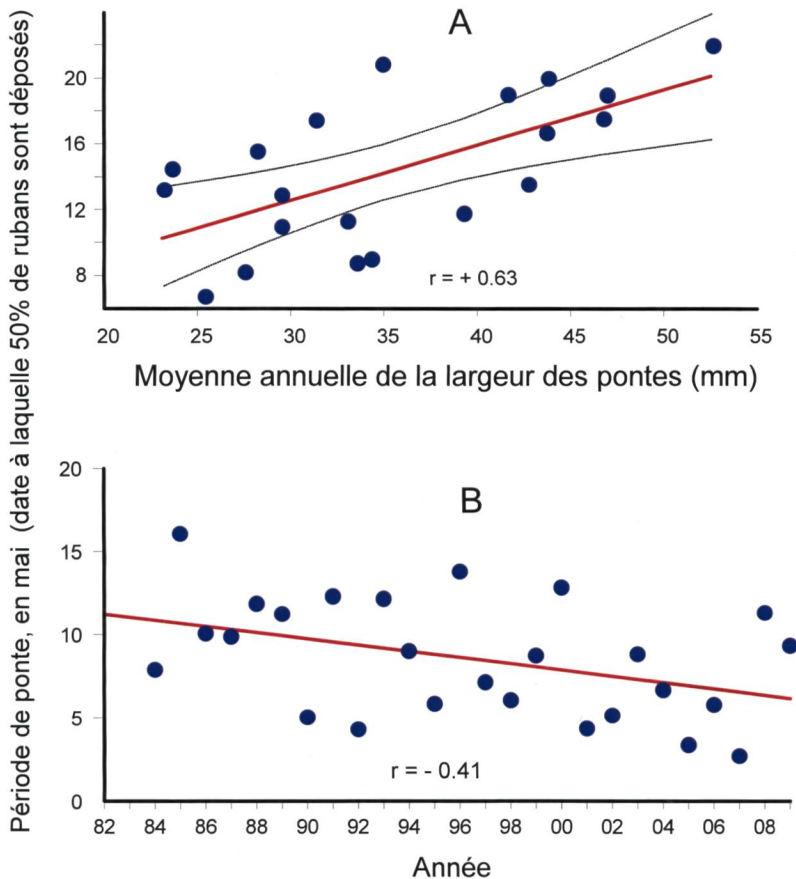 Période de ponte, en mai (date à laquelle 50% de rubans sont déposés)
A
20
16
12
8
r = + 0.63
20 25 30 35 40 45 50 55
Moyenne annuelle de la largeur des pontes (mm)
B
20
15
10
5
0
r = - 0.41
82 84 86 88 90 92 94 96 98 00 02 04 06 08
Année